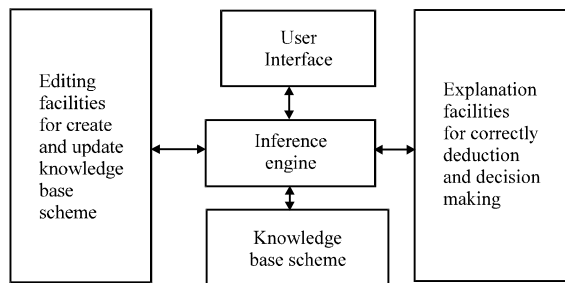 Editing
facilities
for create
and update
knowledge
base
scheme
User
Interface
Inference
engine
Knowledge
base scheme
Explanation
facilities
for correctly
deduction
and decision
making